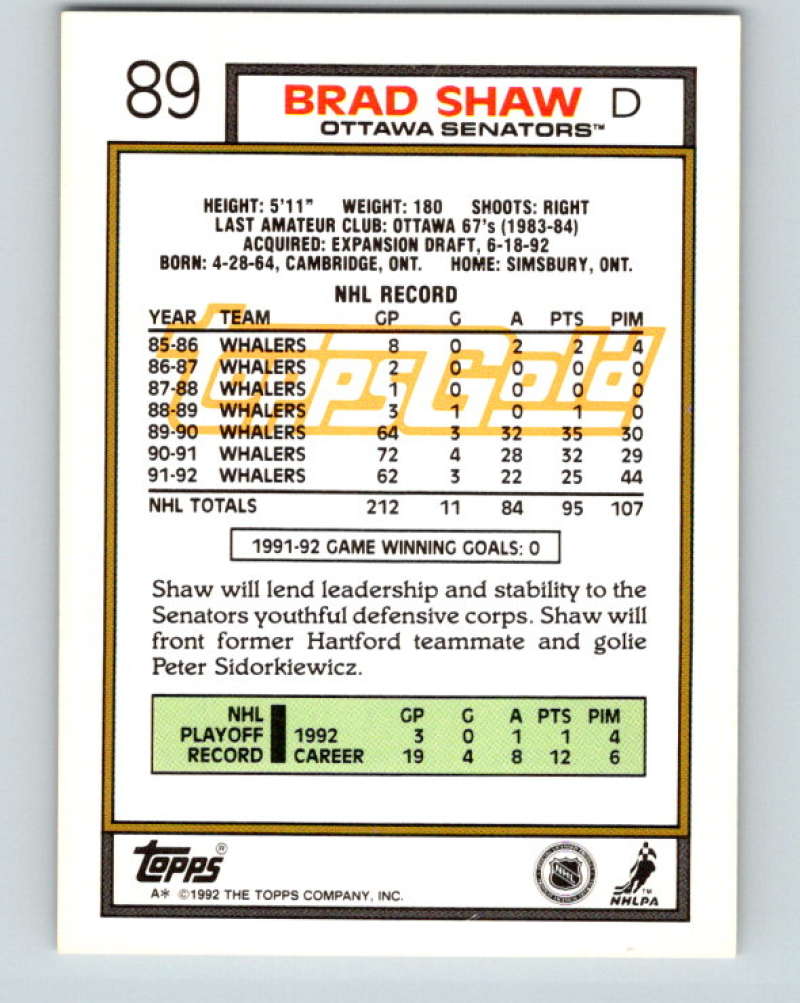 89
BRAD SHAW D
OTTAWA SENATORS™
HEIGHT: 5'11" WEIGHT: 180 SHOOTS: RIGHT
LAST AMATEUR CLUB: OTTAWA 67's (1983-84)
ACQUIRED: EXPANSION DRAFT, 6-18-92
BORN: 4-28-64, CAMBRIDGE, ONT. HOME: SIMSBURY, ONT.
NHL RECORD
YEAR TEAM GP G A PTS PIM
85-86 WHALERS 8 0 2 2 4
86-87 WHALERS 2 0 0 0 0
87-88 WHALERS 1 0 0 0 0
88-89 WHALERS 3 1 0 1 0
89-90 WHALERS 64 3 32 35 30
90-91 WHALERS 72 4 28 32 29
91-92 WHALERS 62 3 22 25 44
NHL TOTALS 212 11 84 95 107
ToppsGold
1991-92 GAME WINNING GOALS: 0
Shaw will lend leadership and stability to the
Senators youthful defensive corps. Shaw will
front former Hartford teammate and golie
Peter Sidorkiewicz.
NHL GP G A PTS PIM
PLAYOFF 1992 3 0 1 1 4
RECORD CAREER 19 4 8 12 6
Topps®
A* ©1992 THE TOPPS COMPANY, INC.
NHL
™
NHLPA